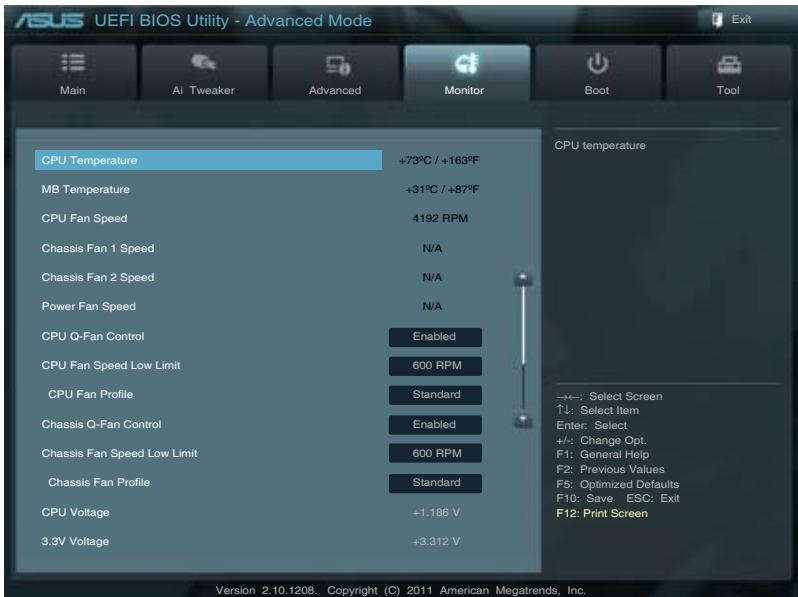 ASUS UEFI BIOS Utility - Advanced Mode
Exit
Main
Ai Tweaker
Advanced
Monitor
Boot
Tool
CPU Temperature +73ºC / +163ºF
MB Temperature +31ºC / +87ºF
CPU Fan Speed 4192 RPM
Chassis Fan 1 Speed N/A
Chassis Fan 2 Speed N/A
Power Fan Speed N/A
CPU Q-Fan Control Enabled
CPU Fan Speed Low Limit 600 RPM
CPU Fan Profile Standard
Chassis Q-Fan Control Enabled
Chassis Fan Speed Low Limit 600 RPM
Chassis Fan Profile Standard
CPU Voltage +1.186 V
3.3V Voltage +3.312 V
CPU temperature
→←: Select Screen
↑↓: Select Item
Enter: Select
+/-: Change Opt.
F1: General Help
F2: Previous Values
F5: Optimized Defaults
F10: Save ESC: Exit
F12: Print Screen
Version 2.10.1208. Copyright (C) 2011 American Megatrends, Inc.